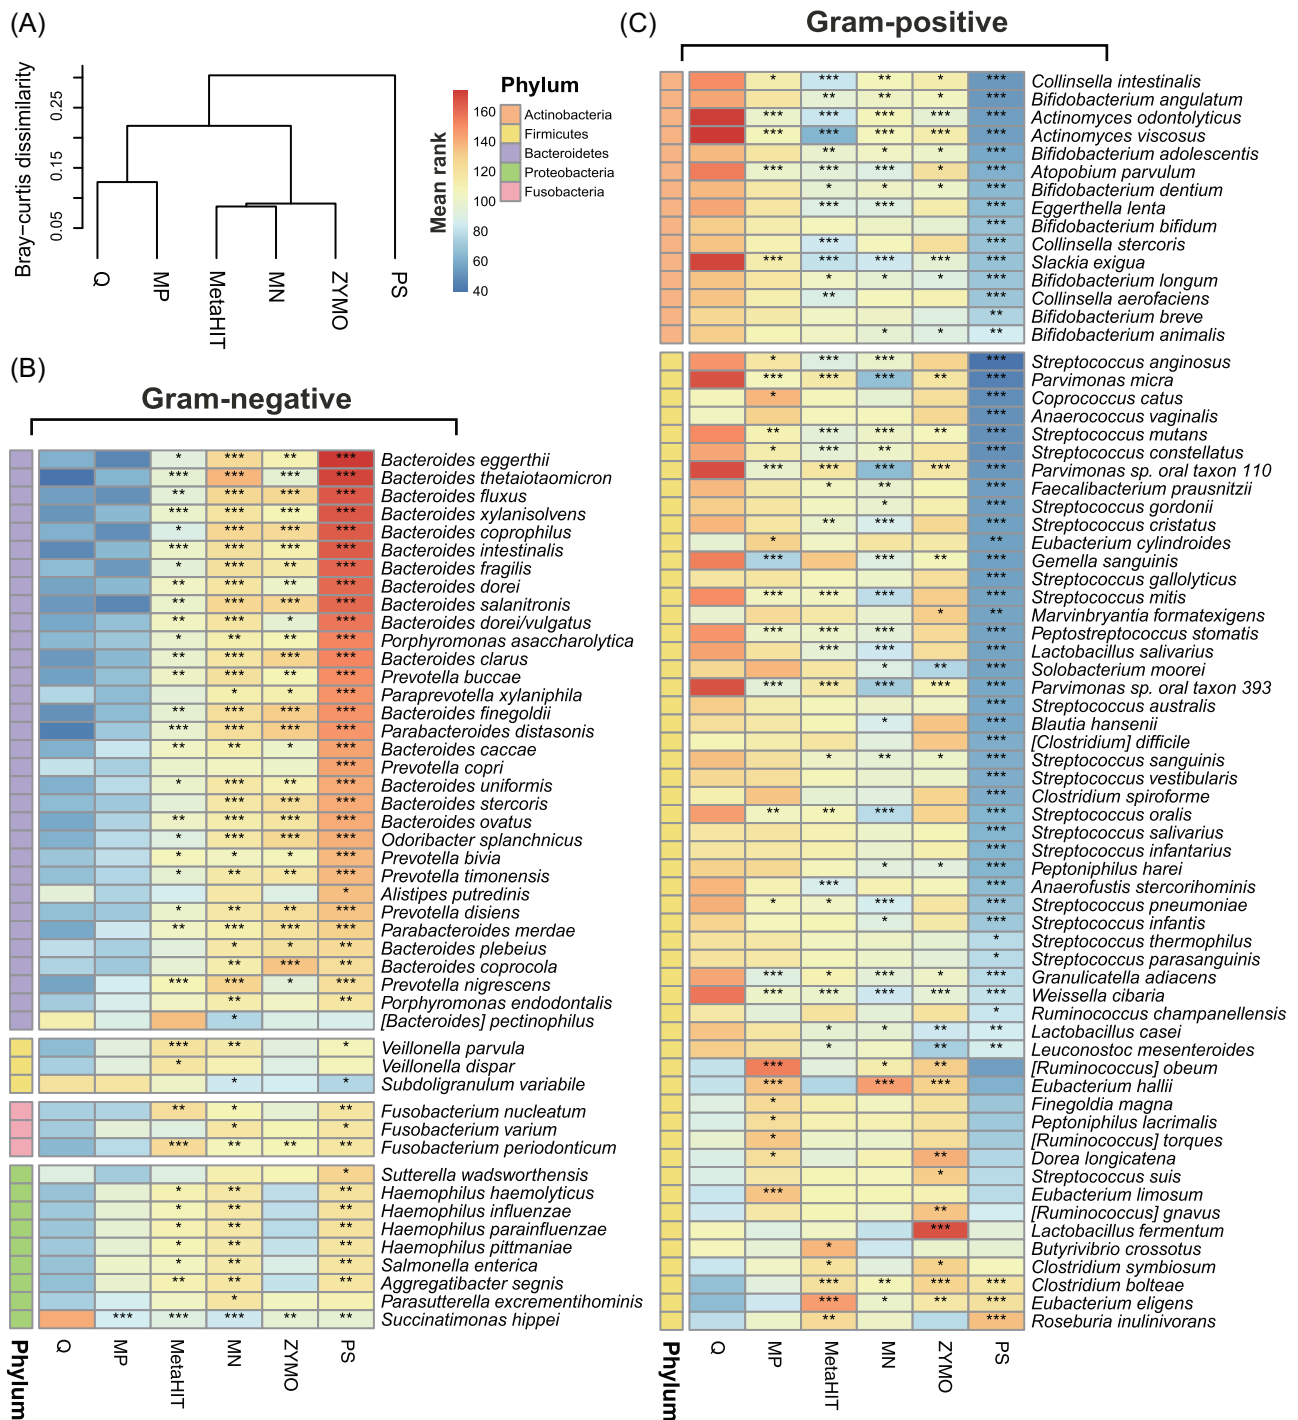 (A)
Bray−curtis dissimilarity
0.05 0.15 0.25
Q MP MetaHIT MN ZYMO PS
Mean rank
160
140
120
100
80
60
40
Phylum
Actinobacteria
Firmicutes
Bacteroidetes
Proteobacteria
Fusobacteria
(B)
Gram-negative
* *** ** *** Bacteroides eggerthii
*** *** *** *** Bacteroides thetaiotaomicron
** *** *** *** Bacteroides fluxus
*** *** *** *** Bacteroides xylanisolvens
* *** *** *** Bacteroides coprophilus
*** *** *** *** Bacteroides intestinalis
* *** ** *** Bacteroides fragilis
** *** ** *** Bacteroides dorei
** *** *** *** Bacteroides salanitronis
** *** * *** Bacteroides dorei/vulgatus
* ** ** *** Porphyromonas asaccharolytica
** *** *** *** Bacteroides clarus
** *** ** *** Prevotella buccae
* * *** Paraprevotella xylaniphila
** *** *** *** Bacteroides finegoldii
*** *** *** *** Parabacteroides distasonis
** ** * *** Bacteroides caccae
*** Prevotella copri
* *** ** *** Bacteroides uniformis
*** *** *** Bacteroides stercoris
** *** *** *** Bacteroides ovatus
* *** *** *** Odoribacter splanchnicus
* * * *** Prevotella bivia
* ** ** *** Prevotella timonensis
* Alistipes putredinis
* ** ** *** Prevotella disiens
** *** *** *** Parabacteroides merdae
* * ** Bacteroides plebeius
** *** ** Bacteroides coprocola
*** *** * *** Prevotella nigrescens
** ** Porphyromonas endodontalis
* [Bacteroides] pectinophilus
*** ** * Veillonella parvula
* Veillonella dispar
* * Subdoligranulum variabile
** * ** Fusobacterium nucleatum
* * Fusobacterium varium
*** ** ** ** Fusobacterium periodonticum
* Sutterella wadsworthensis
* ** ** Haemophilus haemolyticus
* ** ** Haemophilus influenzae
* ** ** Haemophilus parainfluenzae
* ** ** Haemophilus pittmaniae
* ** ** Salmonella enterica
** ** ** Aggregatibacter segnis
* Parasutterella excrementihominis
*** *** *** ** ** Succinatimonas hippei
Phylum Q MP MetaHIT MN ZYMO PS
(C)
Gram-positive
* *** ** * *** Collinsella intestinalis
** ** * *** Bifidobacterium angulatum
*** *** *** *** *** Actinomyces odontolyticus
*** *** *** *** *** Actinomyces viscosus
** * * *** Bifidobacterium adolescentis
*** *** *** * *** Atopobium parvulum
* * * *** Bifidobacterium dentium
*** *** *** Eggerthella lenta
*** Bifidobacterium bifidum
*** *** Collinsella stercoris
*** *** *** *** *** Slackia exigua
* * * *** Bifidobacterium longum
** *** Collinsella aerofaciens
** Bifidobacterium breve
* * ** Bifidobacterium animalis
* *** *** *** Streptococcus anginosus
*** *** *** ** *** Parvimonas micra
* *** Coprococcus catus
*** Anaerococcus vaginalis
** *** *** ** *** Streptococcus mutans
* *** ** *** Streptococcus constellatus
*** *** *** *** *** Parvimonas sp. oral taxon 110
* ** *** Faecalibacterium prausnitzii
* *** Streptococcus gordonii
** *** *** Streptococcus cristatus
* ** Eubacterium cylindroides
*** *** ** *** Gemella sanguinis
*** Streptococcus gallolyticus
*** *** *** *** Streptococcus mitis
* ** Marvinbryantia formatexigens
*** *** *** *** Peptostreptococcus stomatis
*** *** *** Lactobacillus salivarius
* ** *** Solobacterium moorei
*** *** *** *** *** Parvimonas sp. oral taxon 393
*** Streptococcus australis
* *** Blautia hansenii
*** [Clostridium] difficile
* ** * *** Streptococcus sanguinis
*** Streptococcus vestibularis
*** Clostridium spiroforme
** ** *** *** Streptococcus oralis
*** Streptococcus salivarius
*** Streptococcus infantarius
* * *** Peptoniphilus harei
*** *** Anaerofustis stercorihominis
* * *** *** Streptococcus pneumoniae
* *** Streptococcus infantis
* Streptococcus thermophilus
* Streptococcus parasanguinis
*** * *** * *** Granulicatella adiacens
*** *** *** *** *** Weissella cibaria
* Ruminococcus champanellensis
* * ** ** Lactobacillus casei
* ** ** Leuconostoc mesenteroides
*** * ** [Ruminococcus] obeum
*** *** *** Eubacterium hallii
* Finegoldia magna
* Peptoniphilus lacrimalis
* [Ruminococcus] torques
* ** Dorea longicatena
* Streptococcus suis
*** Eubacterium limosum
** [Ruminococcus] gnavus
*** Lactobacillus fermentum
* Butyrivibrio crossotus
* * Clostridium symbiosum
*** ** *** *** Clostridium bolteae
*** * ** *** Eubacterium eligens
** *** Roseburia inulinivorans
Phylum Q MP MetaHIT MN ZYMO PS